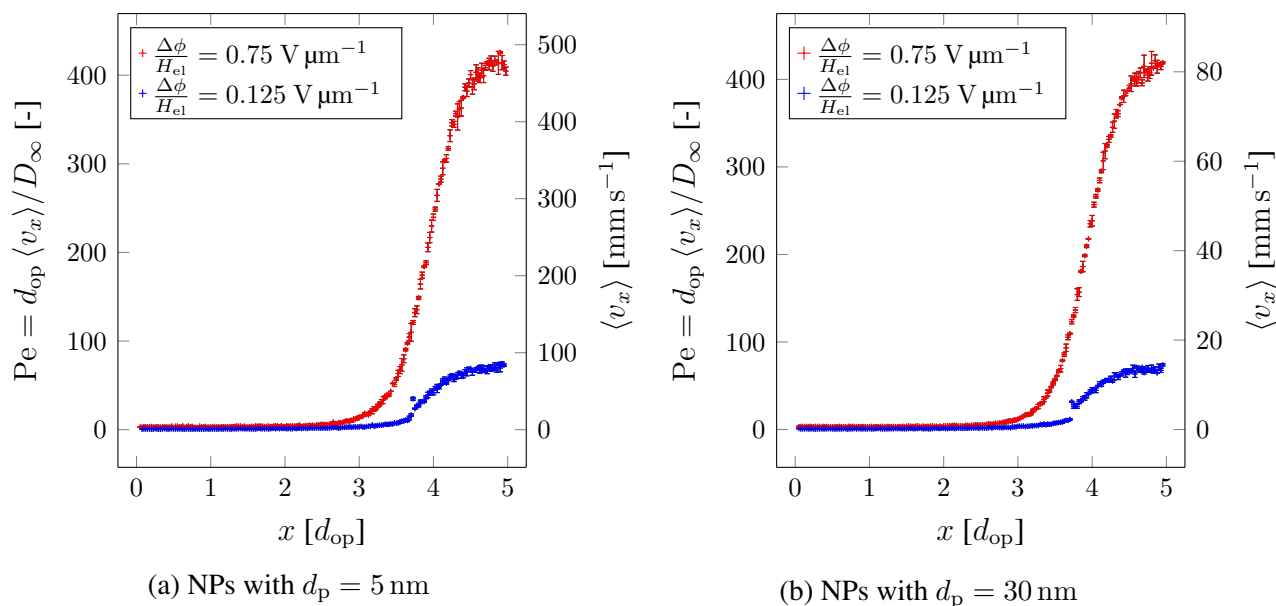 Δϕ/H_el = 0.75 V µm⁻¹
Δϕ/H_el = 0.125 V µm⁻¹
Pe = d_op ⟨v_x⟩/D_∞ [-]
400
300
200
100
0
500
400
300
200
100
0
⟨v_x⟩ [mm s⁻¹]
0 1 2 3 4 5
x [d_op]
(a) NPs with d_p = 5 nm
Δϕ/H_el = 0.75 V µm⁻¹
Δϕ/H_el = 0.125 V µm⁻¹
Pe = d_op ⟨v_x⟩/D_∞ [-]
400
300
200
100
0
80
60
40
20
0
⟨v_x⟩ [mm s⁻¹]
0 1 2 3 4 5
x [d_op]
(b) NPs with d_p = 30 nm